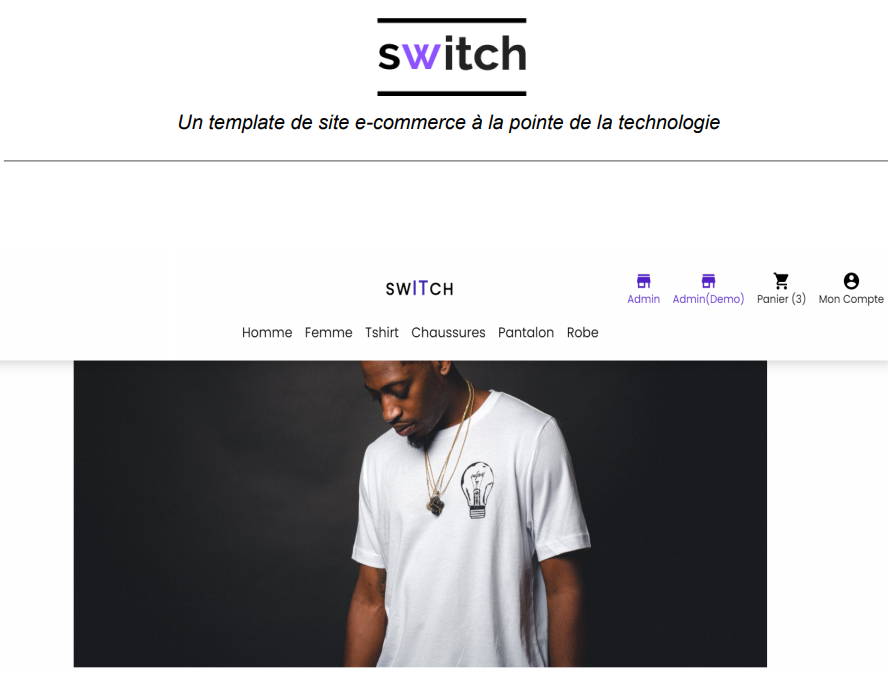 switch
Un template de site e-commerce à la pointe de la technologie
SWITCH
Admin
Admin(Demo)
Panier (3)
Mon Compte
Homme Femme Tshirt Chaussures Pantalon Robe